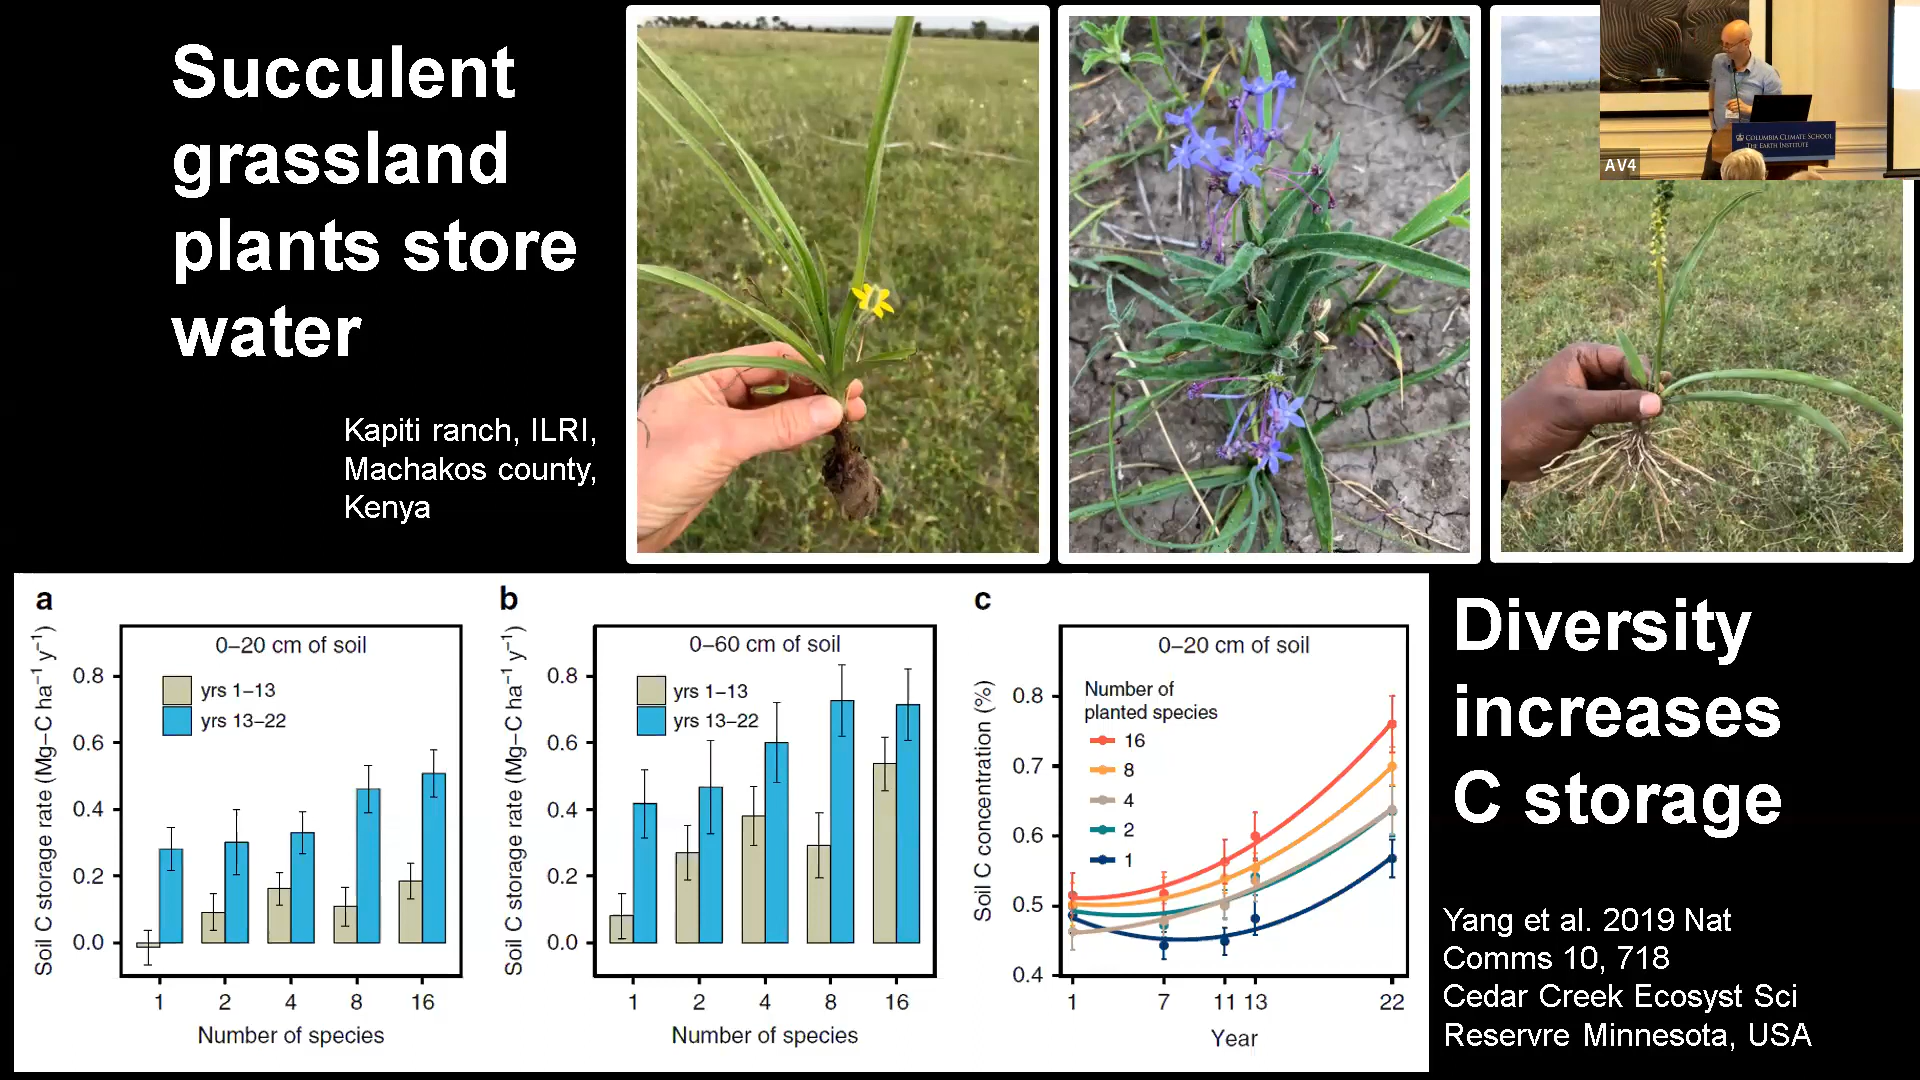 Succulent
grassland
plants store
water
Kapiti ranch, ILRI,
Machakos county,
Kenya
COLUMBIA CLIMATE SCHOOL
THE EARTH INSTITUTE
AV4
a
0–20 cm of soil
yrs 1–13
yrs 13–22
Soil C storage rate (Mg–C ha⁻¹ y⁻¹)
0.8
0.6
0.4
0.2
0.0
1 2 4 8 16
Number of species
b
0–60 cm of soil
yrs 1–13
yrs 13–22
Soil C storage rate (Mg–C ha⁻¹ y⁻¹)
0.8
0.6
0.4
0.2
0.0
1 2 4 8 16
Number of species
c
0–20 cm of soil
Number of
planted species
16
8
4
2
1
Soil C concentration (%)
0.8
0.7
0.6
0.5
0.4
1 7 11 13 22
Year
Diversity
increases
C storage
Yang et al. 2019 Nat
Comms 10, 718
Cedar Creek Ecosyst Sci
Reservre Minnesota, USA